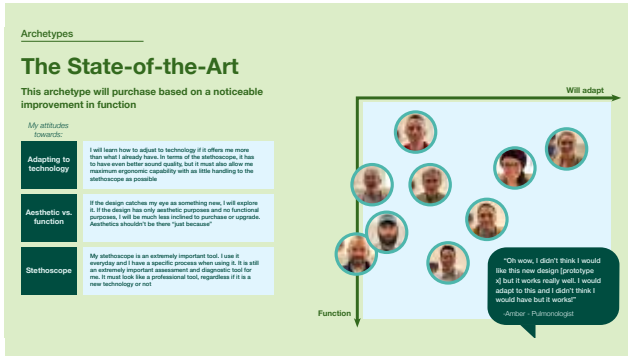 Archetypes
The State-of-the-Art
This archetype will purchase based on a noticeable
improvement in function
My attitudes
towards:
Adapting to
technology
I will learn how to adjust to technology if it offers me more
than what I already have. In terms of the stethoscope, it has
to have even better sound quality, but it must also allow me
maximum ergonomic capability with as little handling to the
stethoscope as possible
Aesthetic vs.
function
If the design catches my eye as something new, I will explore
it. If the design has only aesthetic purposes and no functional
purposes, I will be much less inclined to purchase or upgrade.
Aesthetics shouldn't be there "just because"
Stethoscope
My stethoscope is an extremely important tool. I use it
everyday and I have a specific process when using it. It is still
an extremely important assessment and diagnostic tool for
me. It must look like a professional tool, regardless if it is a
new technology or not
Will adapt
Function
"Oh wow, I didn't think I would
like this new design [prototype
x] but it works really well. I would
adapt to this and I didn't think I
would have but it works!"
-Amber - Pulmonologist